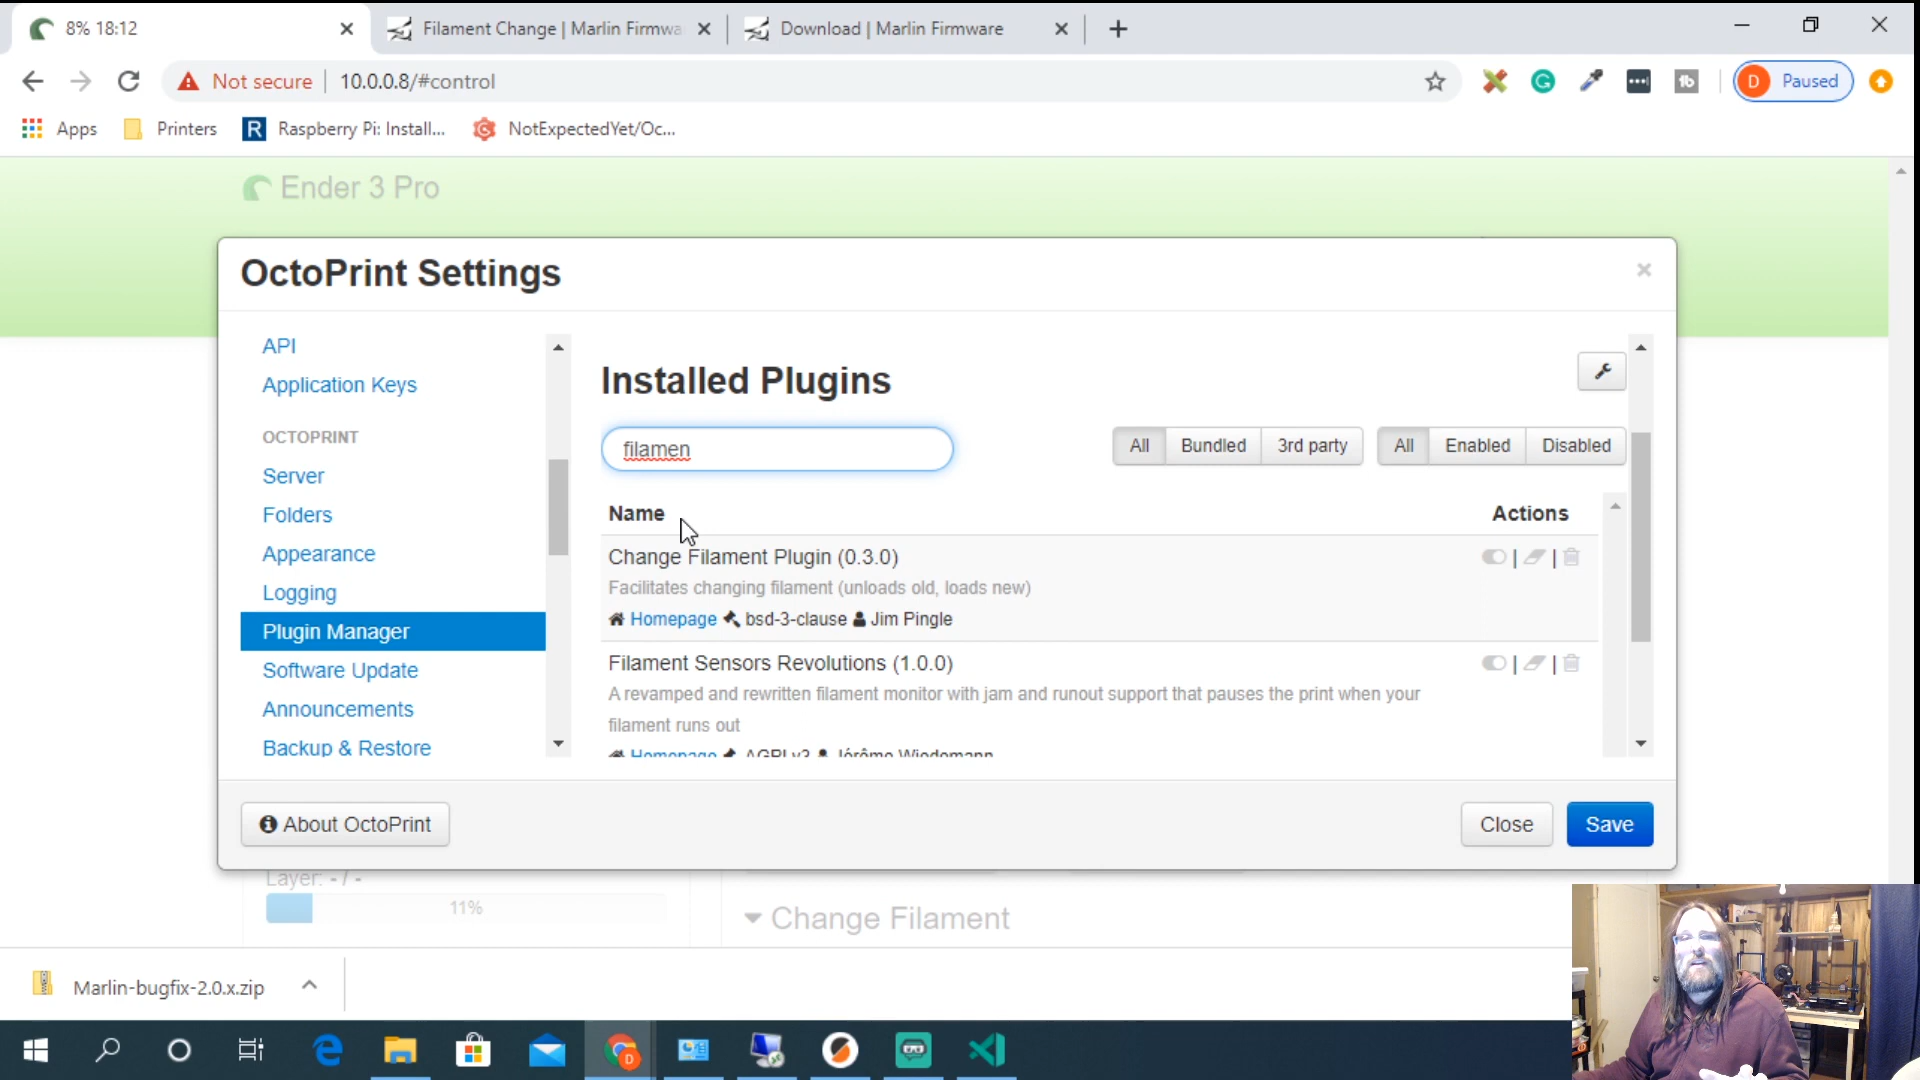 8% 18:12
Filament Change | Marlin Firmwa
Download | Marlin Firmware
Not secure
10.0.0.8/#control
D Paused
Apps
Printers
R Raspberry Pi: Install...
NotExpectedYet/Oc...
Ender 3 Pro
OctoPrint Settings
API
Application Keys
OCTOPRINT
Server
Folders
Appearance
Logging
Plugin Manager
Software Update
Announcements
Backup & Restore
Installed Plugins
filamen
All Bundled 3rd party
All Enabled Disabled
Name
Actions
Change Filament Plugin (0.3.0)
Facilitates changing filament (unloads old, loads new)
Homepage bsd-3-clause Jim Pingle
Filament Sensors Revolutions (1.0.0)
A revamped and rewritten filament monitor with jam and runout support that pauses the print when your
filament runs out
Homepage AGPLv3 Jérôme Wiedemann
About OctoPrint
Close
Save
Layer: - / -
11%
Change Filament
Marlin-bugfix-2.0.x.zip